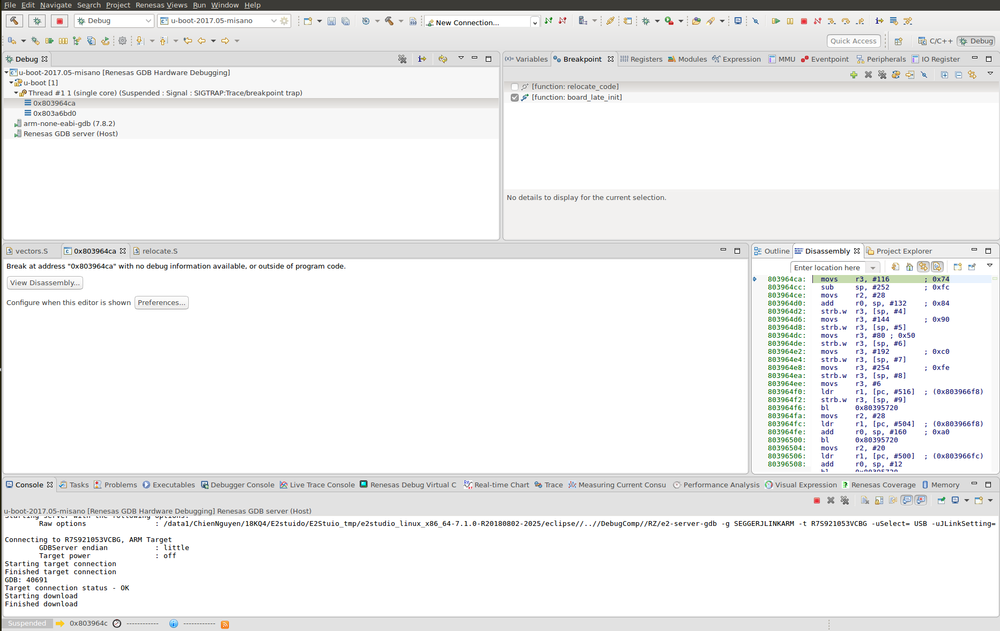 File Edit Navigate Search Project Renesas Views Run Window Help
Debug u-boot-2017.05-misano New Connection...
Quick Access C/C++ Debug
Debug
u-boot-2017.05-misano [Renesas GDB Hardware Debugging]
u-boot [1]
Thread #1 1 (single core) (Suspended : Signal : SIGTRAP:Trace/breakpoint trap)
0x803964ca
0x803a6bd0
arm-none-eabi-gdb (7.8.2)
Renesas GDB server (Host)
(x)= Variables Breakpoint Registers Modules Expression MMU Eventpoint Peripherals IO Register
[function: relocate_code]
[function: board_late_init]
No details to display for the current selection.
vectors.S 0x803964ca relocate.S
Break at address "0x803964ca" with no debug information available, or outside of program code.
View Disassembly...
Configure when this editor is shown Preferences...
Outline Disassembly Project Explorer
Enter location here
803964ca: movs r3, #116 ; 0x74
803964cc: sub sp, #252 ; 0xfc
803964ce: movs r2, #28
803964d0: add r0, sp, #132 ; 0x84
803964d2: strb.w r3, [sp, #4]
803964d6: movs r3, #144 ; 0x90
803964d8: strb.w r3, [sp, #5]
803964dc: movs r3, #80 ; 0x50
803964de: strb.w r3, [sp, #6]
803964e2: movs r3, #192 ; 0xc0
803964e4: strb.w r3, [sp, #7]
803964e8: movs r3, #254 ; 0xfe
803964ea: strb.w r3, [sp, #8]
803964ee: movs r3, #6
803964f0: ldr r1, [pc, #516] ; (0x803966f8)
803964f2: strb.w r3, [sp, #9]
803964f6: bl 0x80395720
803964fa: movs r2, #28
803964fc: ldr r1, [pc, #504] ; (0x803966f8)
803964fe: add r0, sp, #160 ; 0xa0
80396500: bl 0x80395720
80396504: movs r2, #20
80396506: ldr r1, [pc, #500] ; (0x803966fc)
80396508: add r0, sp, #12
Console Tasks Problems Executables Debugger Console Live Trace Console Renesas Debug Virtual C Real-time Chart Trace Measuring Current Consu Performance Analysis Visual Expression Renesas Coverage Memory
u-boot-2017.05-misano [Renesas GDB Hardware Debugging] Renesas GDB server (Host)
Starting server with the following options:
Raw options : /data1/ChienNguyen/18KQ4/E2stuido/E2Stuio_tmp/e2studio_linux_x86_64-7.1.0-R20180802-2025/eclipse//..//DebugComp//RZ/e2-server-gdb -g SEGGERJLINKARM -t R7S921053VCBG -uSelect= USB -uJLinkSetting=
Connecting to R7S921053VCBG, ARM Target
GDBServer endian : little
Target power : off
Starting target connection
Finished target connection
GDB: 40691
Target connection status - OK
Starting download
Finished download
Suspended 0x803964c ------------ ------------